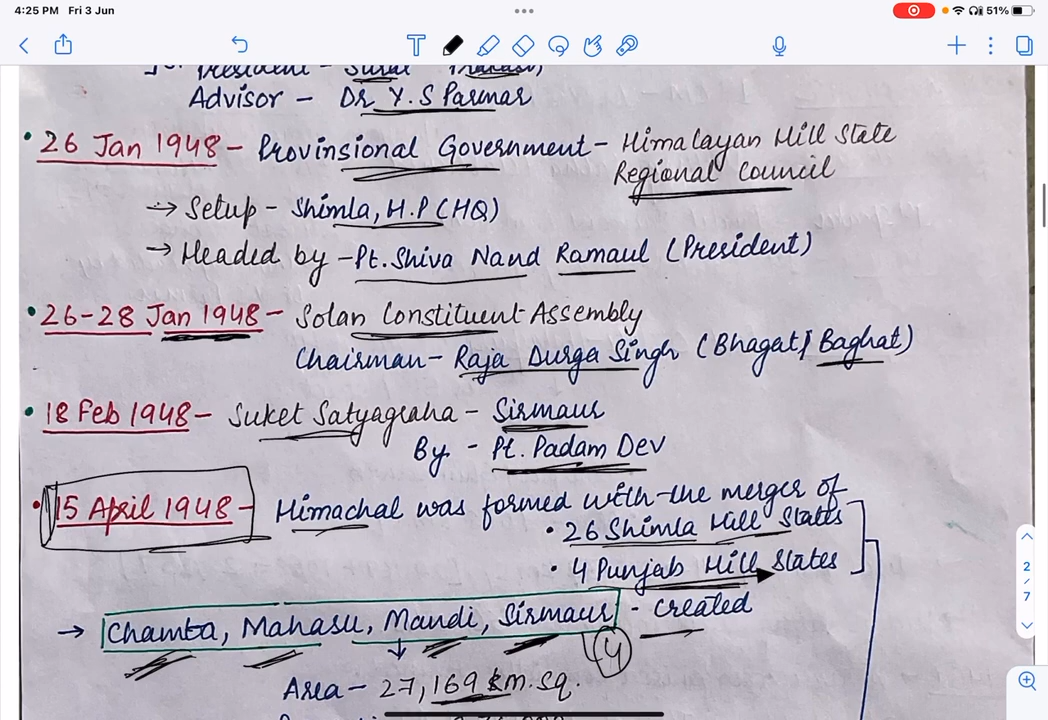 4:25 PM Fri 3 Jun
51%
President - Surat Prakash)
Advisor - Dr Y.S Parmar
• 26 Jan 1948 - Provinsional Government - Himalayan Hill State
Regional Council
→ Setup - Shimla, H.P (HQ)
→ Headed by - Pt. Shiva Nand Ramaul (President)
• 26-28 Jan 1948 - Solan Constituent Assembly
Chairman - Raja Durga Singh (Bhagat/Baghat)
• 18 Feb 1948 - Suket Satyagraha - Sirmaur
By - Pt. Padam Dev
• 15 April 1948 - Himachal was formed with the merger of
• 26 Shimla Hill States
• 4 Punjab Hill States
→ Chamba, Mahasu, Mandi, Sirmaur - created
(4)
Area - 27,169 km.sq.
2
/
7